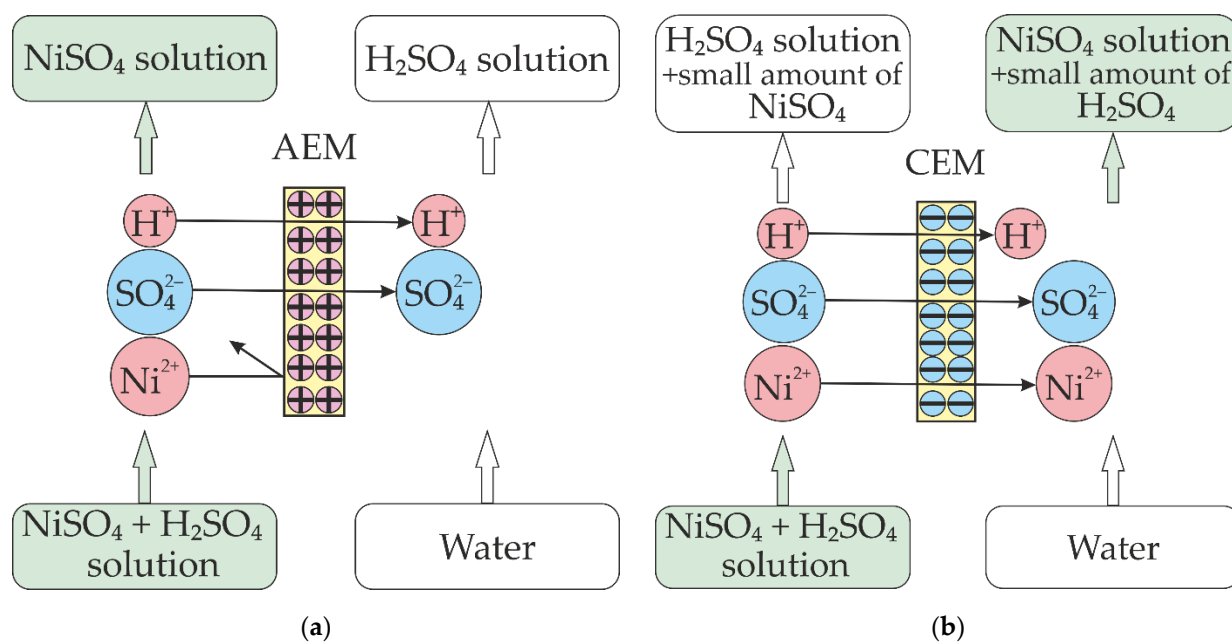 NiSO₄ solution
H₂SO₄ solution
AEM
H⁺
H⁺
SO₄²⁻
SO₄²⁻
Ni²⁺
NiSO₄ + H₂SO₄
solution
Water
(a)
H₂SO₄ solution
+small amount of
NiSO₄
NiSO₄ solution
+small amount of
H₂SO₄
CEM
H⁺
H⁺
SO₄²⁻
SO₄²⁻
Ni²⁺
Ni²⁺
NiSO₄ + H₂SO₄
solution
Water
(b)